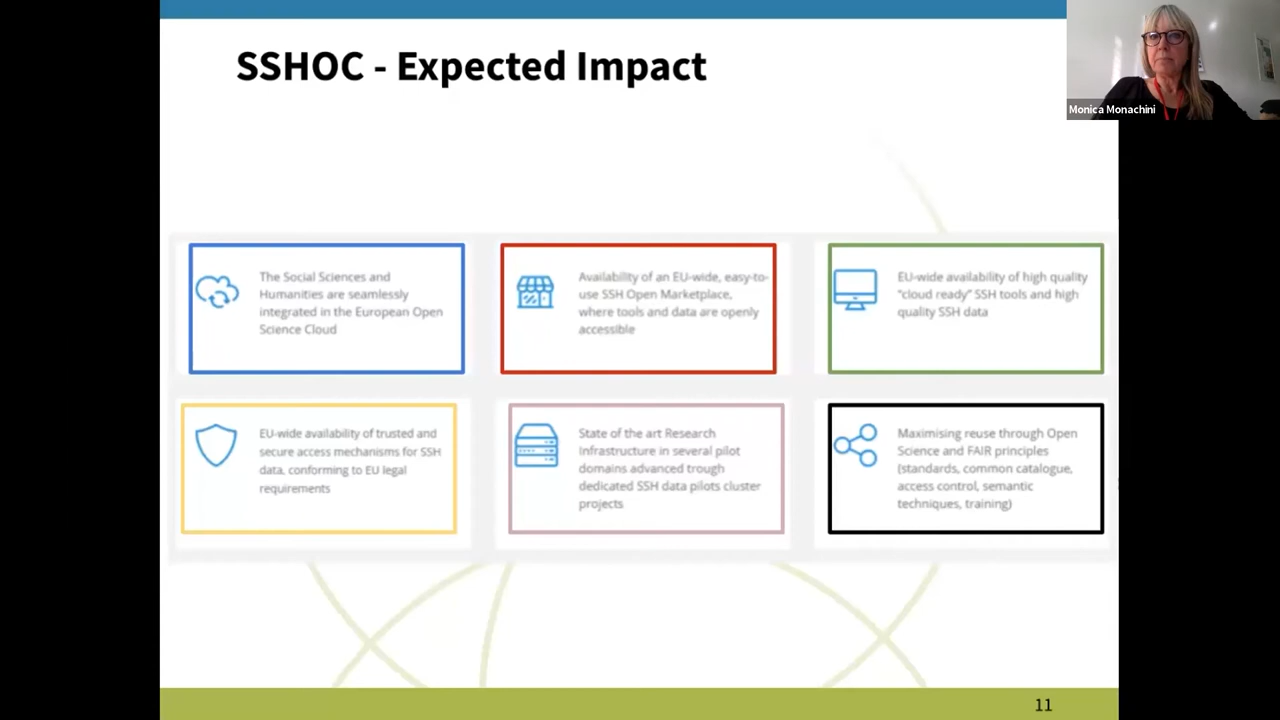 SSHOC - Expected Impact
Monica Monachini
The Social Sciences and
Humanities are seamlessly
integrated in the European Open
Science Cloud
Availability of an EU-wide, easy-to-
use SSH Open Marketplace,
where tools and data are openly
accessible
EU-wide availability of high quality
"cloud ready" SSH tools and high
quality SSH data
EU-wide availability of trusted and
secure access mechanisms for SSH
data, conforming to EU legal
requirements
State of the art Research
Infrastructure in several pilot
domains advanced trough
dedicated SSH data pilots cluster
projects
Maximising reuse through Open
Science and FAIR principles
(standards, common catalogue,
access control, semantic
techniques, training)
11